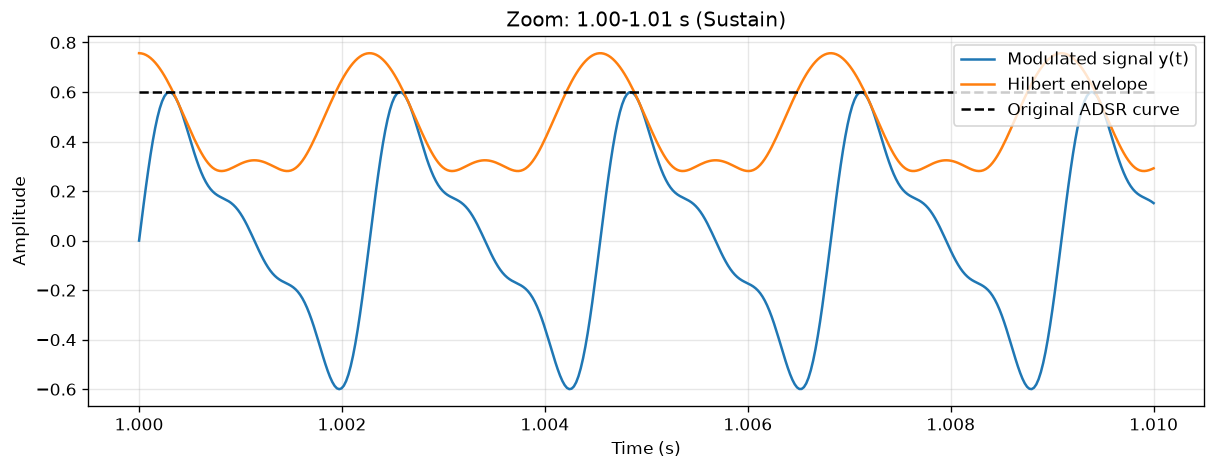 Zoom: 1.00-1.01 s (Sustain)
Modulated signal y(t)
Hilbert envelope
Original ADSR curve
Amplitude
0.8
0.6
0.4
0.2
0.0
−0.2
−0.4
−0.6
1.000 1.002 1.004 1.006 1.008 1.010
Time (s)